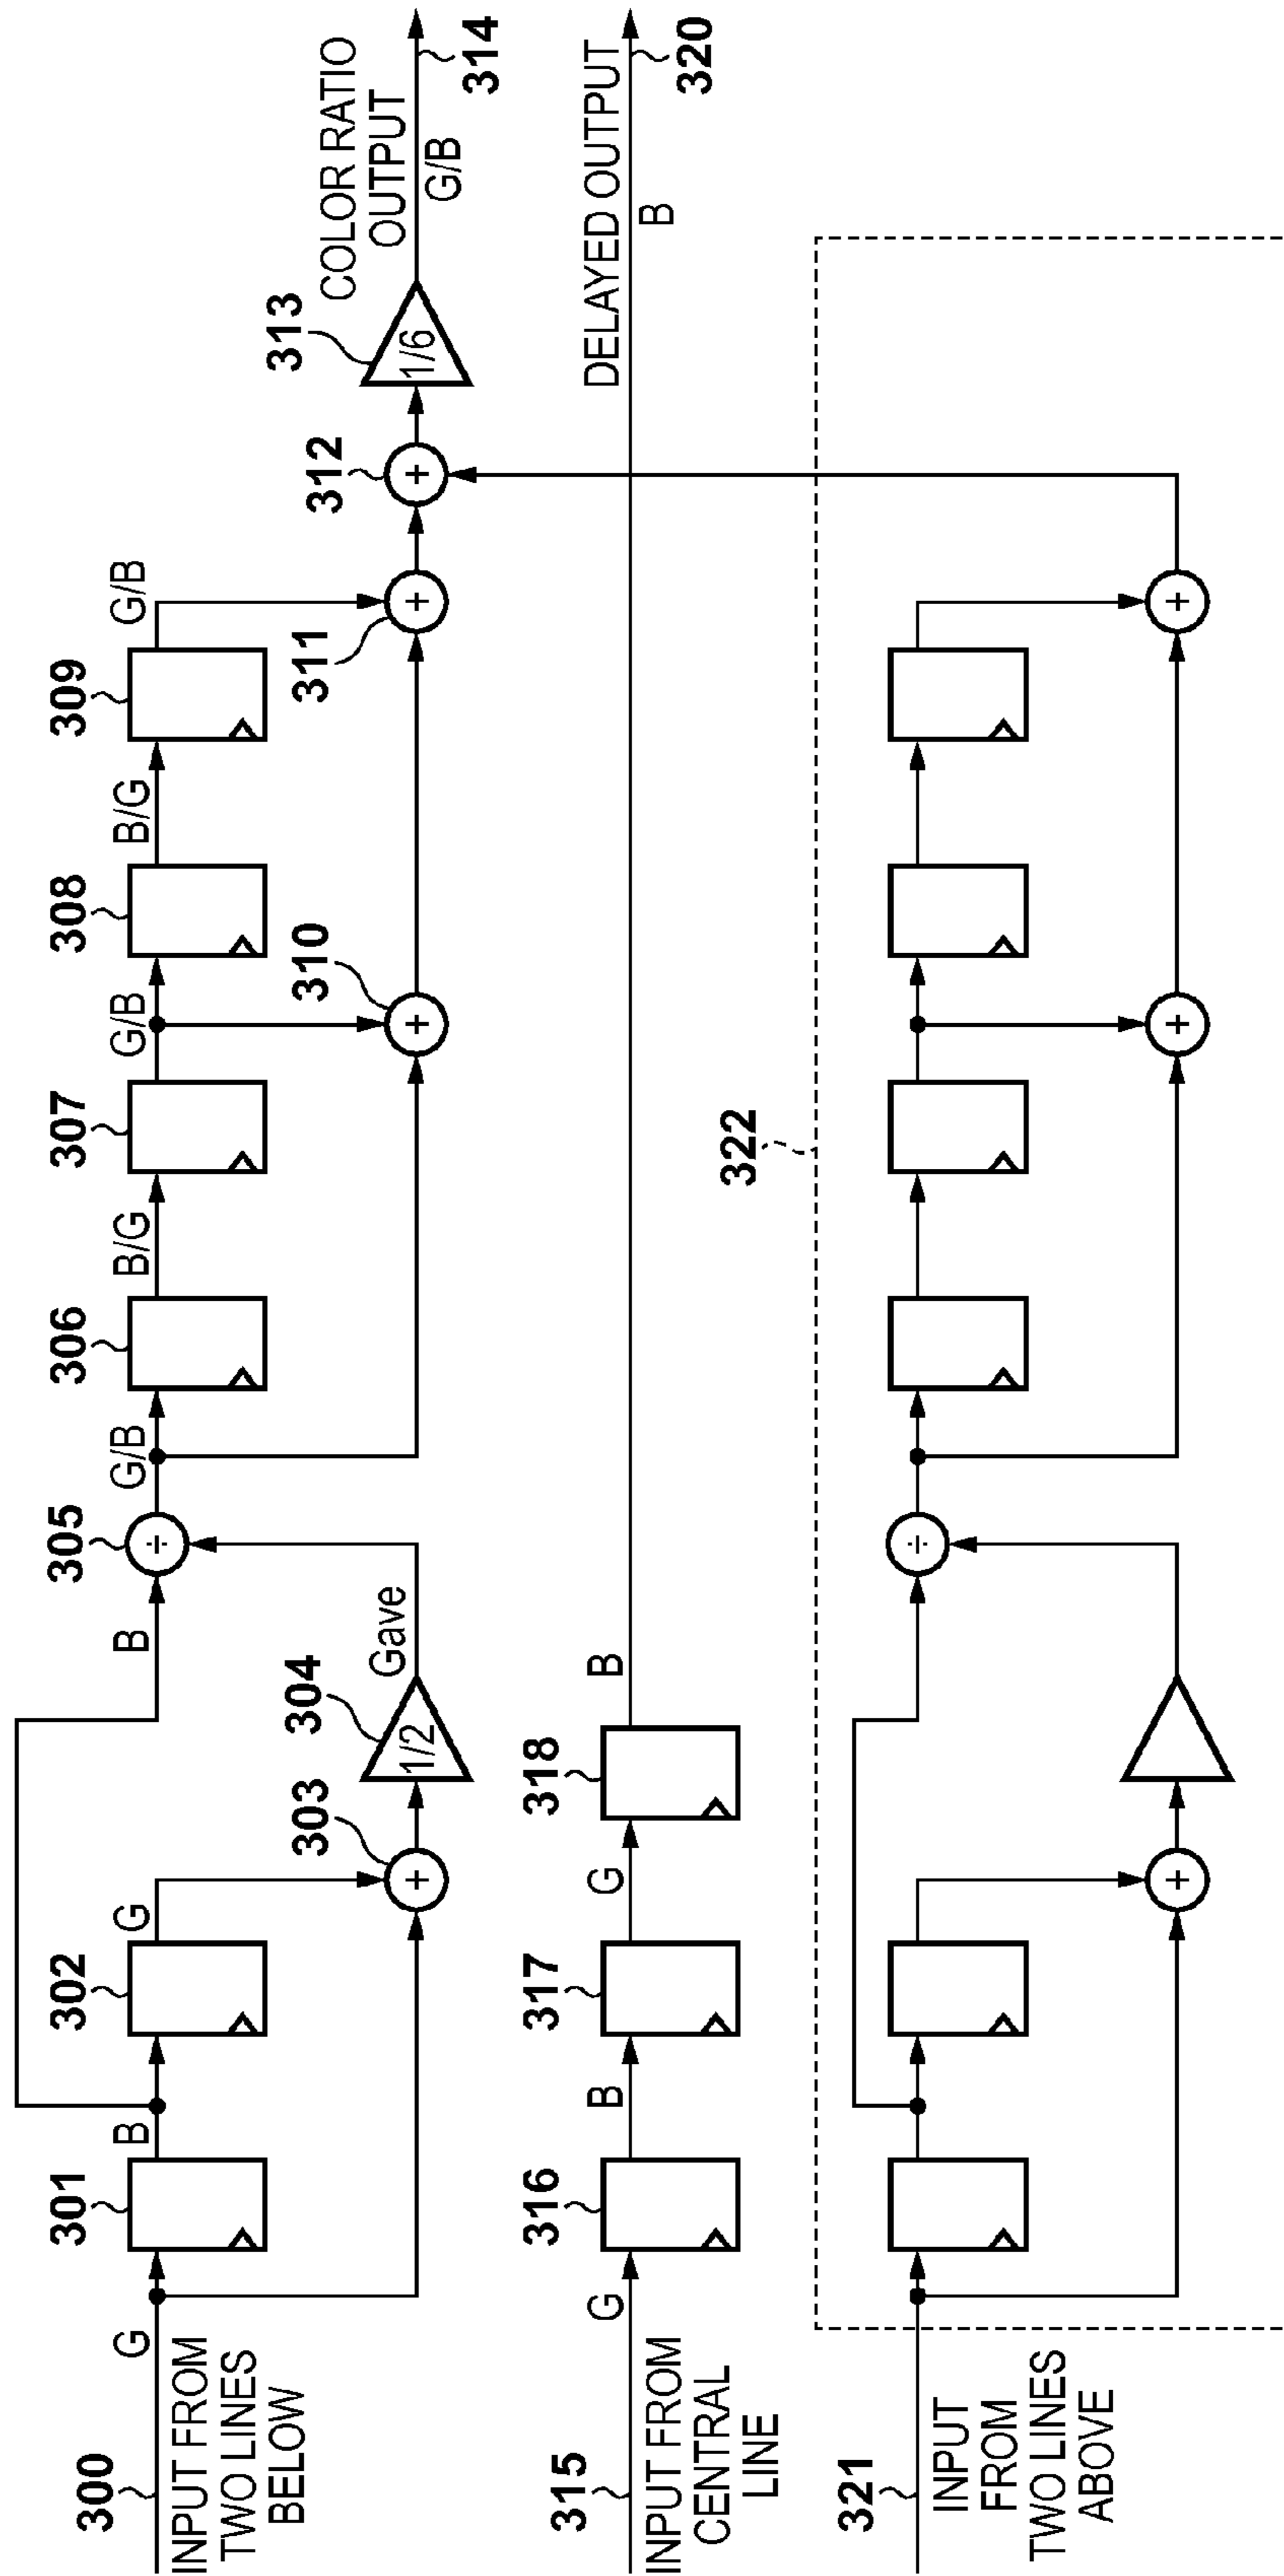 300
INPUT FROM
TWO LINES
BELOW
G
301
B
302
G
303
1/2
304
Gave
B
305
÷
G/B
306
B/G
307
G/B
308
B/G
309
G/B
310
+
311
+
312
+
313
1/6
COLOR RATIO
OUTPUT
G/B
314
+
315
INPUT FROM
CENTRAL
LINE
G
316
B
317
G
318
B
DELAYED OUTPUT
B
320
321
INPUT
FROM
TWO LINES
ABOVE
322
+
÷
+
+